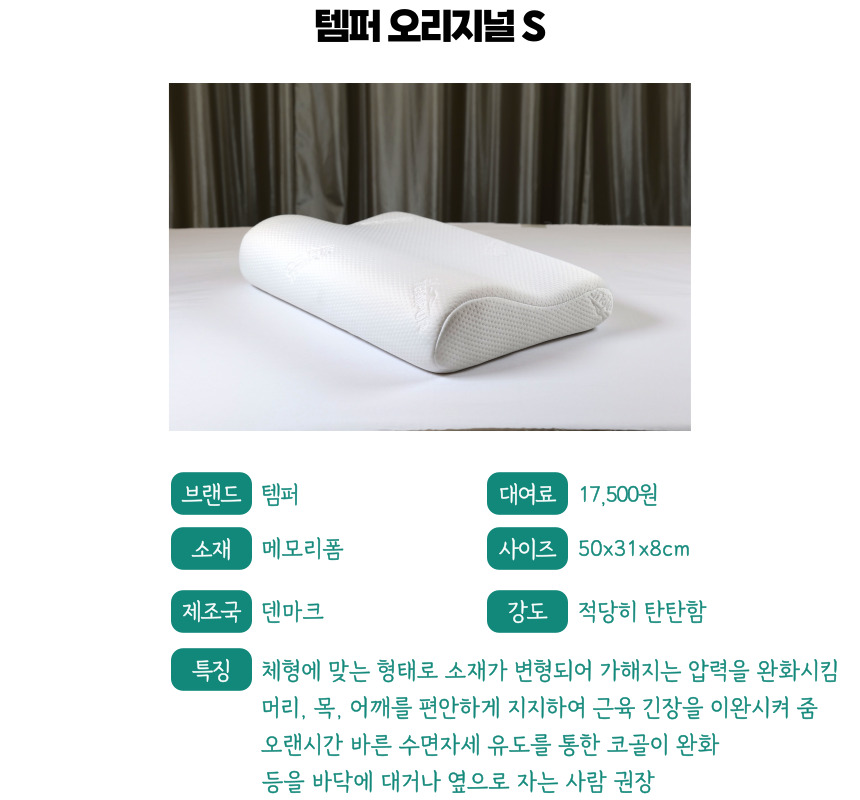 템퍼 오리지널 S
브랜드 템퍼 대여료 17,500원
소재 메모리폼 사이즈 50x31x8cm
제조국 덴마크 강도 적당히 탄탄함
특징 체형에 맞는 형태로 소재가 변형되어 가해지는 압력을 완화시킴
머리, 목, 어깨를 편안하게 지지하여 근육 긴장을 이완시켜 줌
오랜시간 바른 수면자세 유도를 통한 코골이 완화
등을 바닥에 대거나 옆으로 자는 사람 권장